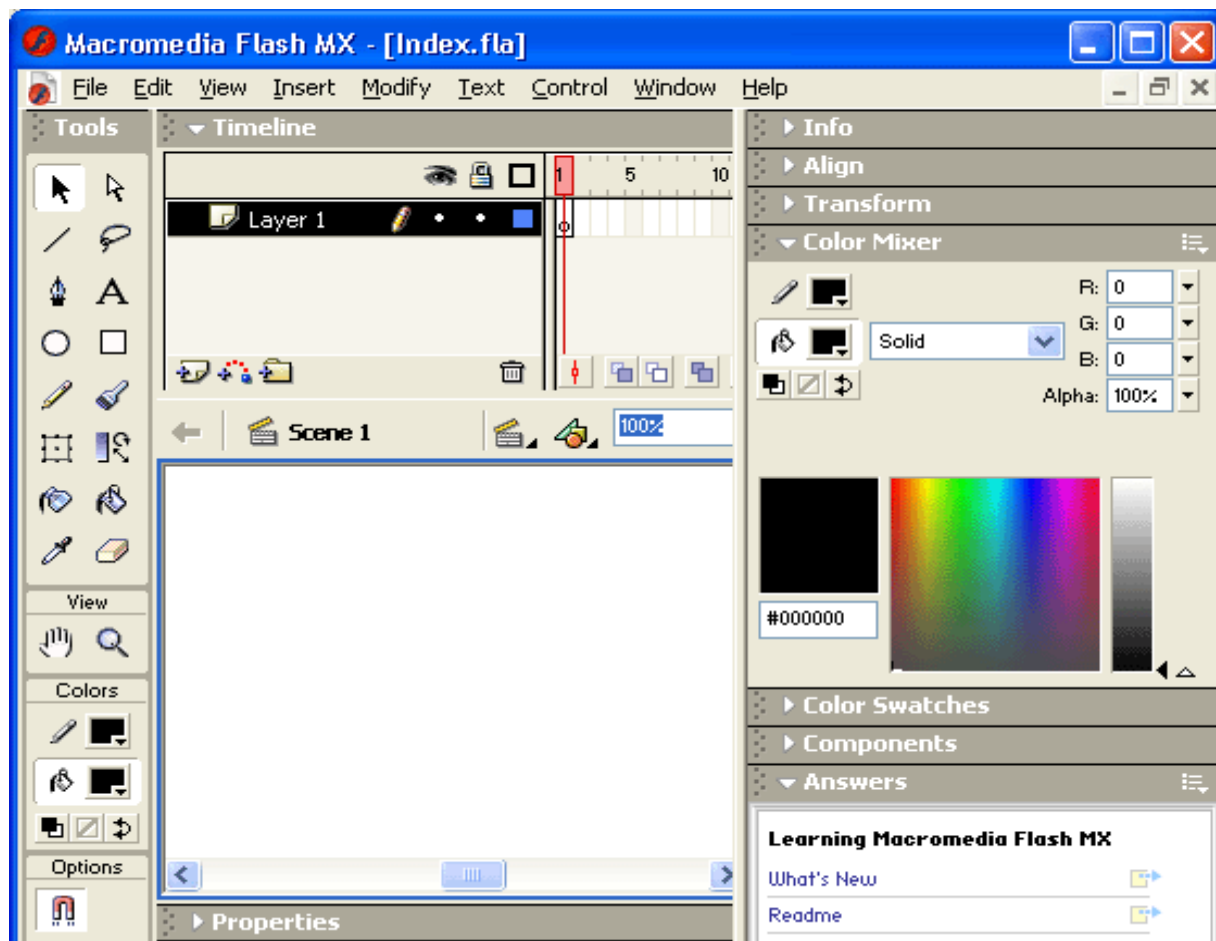 Macromedia Flash MX - [Index.fla]
File Edit View Insert Modify Text Control Window Help
Tools
Timeline
1 5 10
Layer 1
Scene 1
100%
View
Colors
Options
Properties
Info
Align
Transform
Color Mixer
R: 0
Solid
G: 0
B: 0
Alpha: 100%
#000000
Color Swatches
Components
Answers
Learning Macromedia Flash MX
What's New
Readme